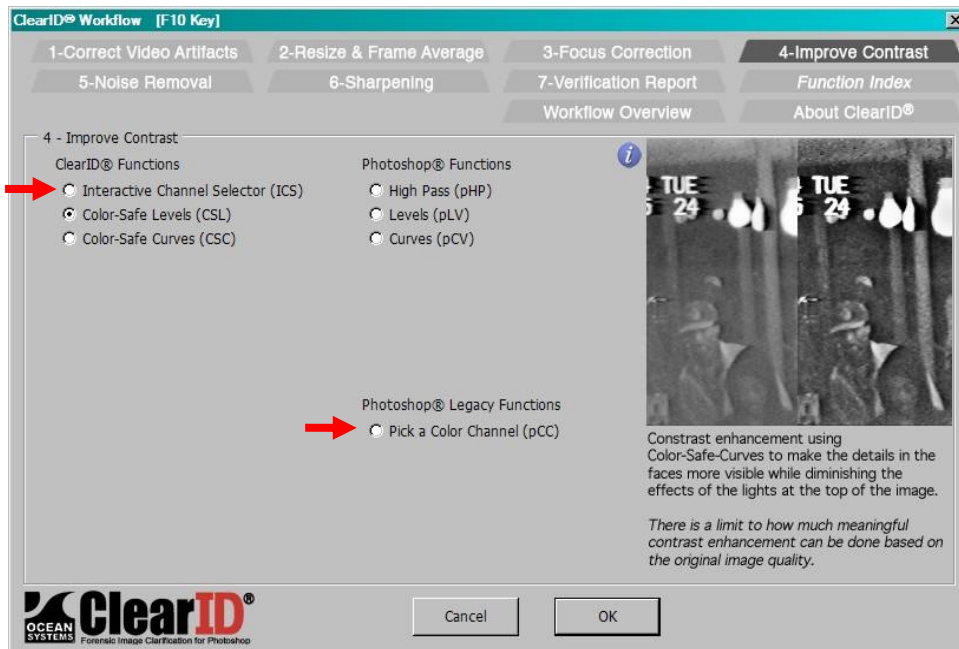 ClearID® Workflow [F10 Key]
1-Correct Video Artifacts
2-Resize & Frame Average
3-Focus Correction
4-Improve Contrast
5-Noise Removal
6-Sharpening
7-Verification Report
Function Index
Workflow Overview
About ClearID®
4 - Improve Contrast
ClearID® Functions
Interactive Channel Selector (ICS)
Color-Safe Levels (CSL)
Color-Safe Curves (CSC)
Photoshop® Functions
High Pass (pHP)
Levels (pLV)
Curves (pCV)
Photoshop® Legacy Functions
Pick a Color Channel (pCC)
i
TUE
24
TUE
24
Constrast enhancement using
Color-Safe-Curves to make the details in the
faces more visible while diminishing the
effects of the lights at the top of the image.
There is a limit to how much meaningful
contrast enhancement can be done based on
the original image quality.
OCEAN
SYSTEMS
ClearID®
Forensic Image Clarification for Photoshop
Cancel
OK